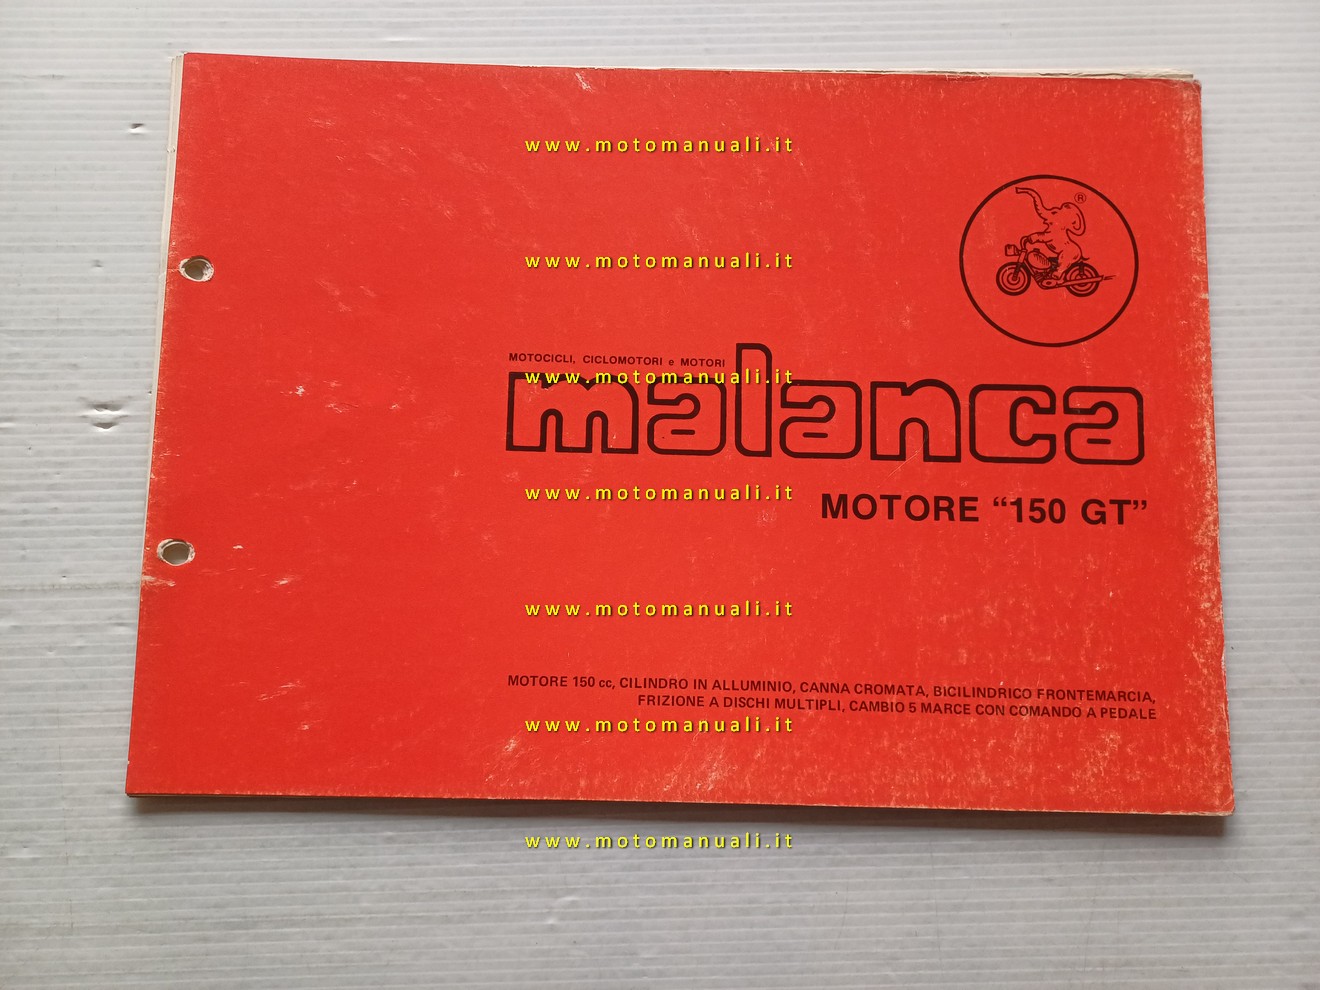 www.motomanuali.it
®
www.motomanuali.it
MOTOCICLI, CICLOMOTORI e MOTORI
www.motomanuali.it
malanca
www.motomanuali.it
MOTORE “150 GT”
www.motomanuali.it
MOTORE 150 cc, CILINDRO IN ALLUMINIO, CANNA CROMATA, BICILINDRICO FRONTEMARCIA,
FRIZIONE A DISCHI MULTIPLI, CAMBIO 5 MARCE CON COMANDO A PEDALE
www.motomanuali.it
www.motomanuali.it